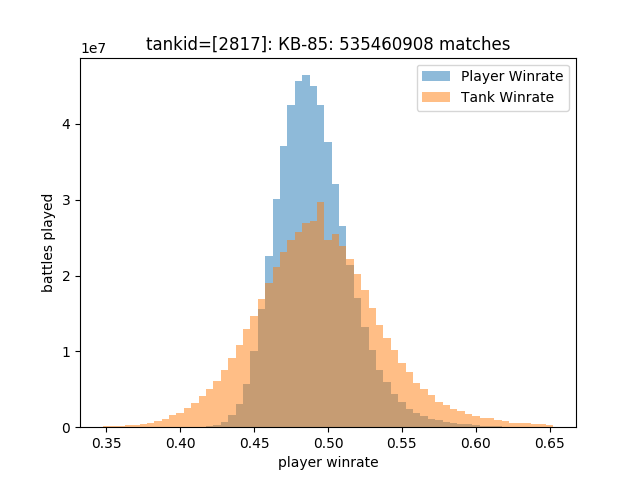 tankid=[2817]: КВ-85: 535460908 matches
1e7
Player Winrate
Tank Winrate
4
3
2
1
0
battles played
0.35 0.40 0.45 0.50 0.55 0.60 0.65
player winrate